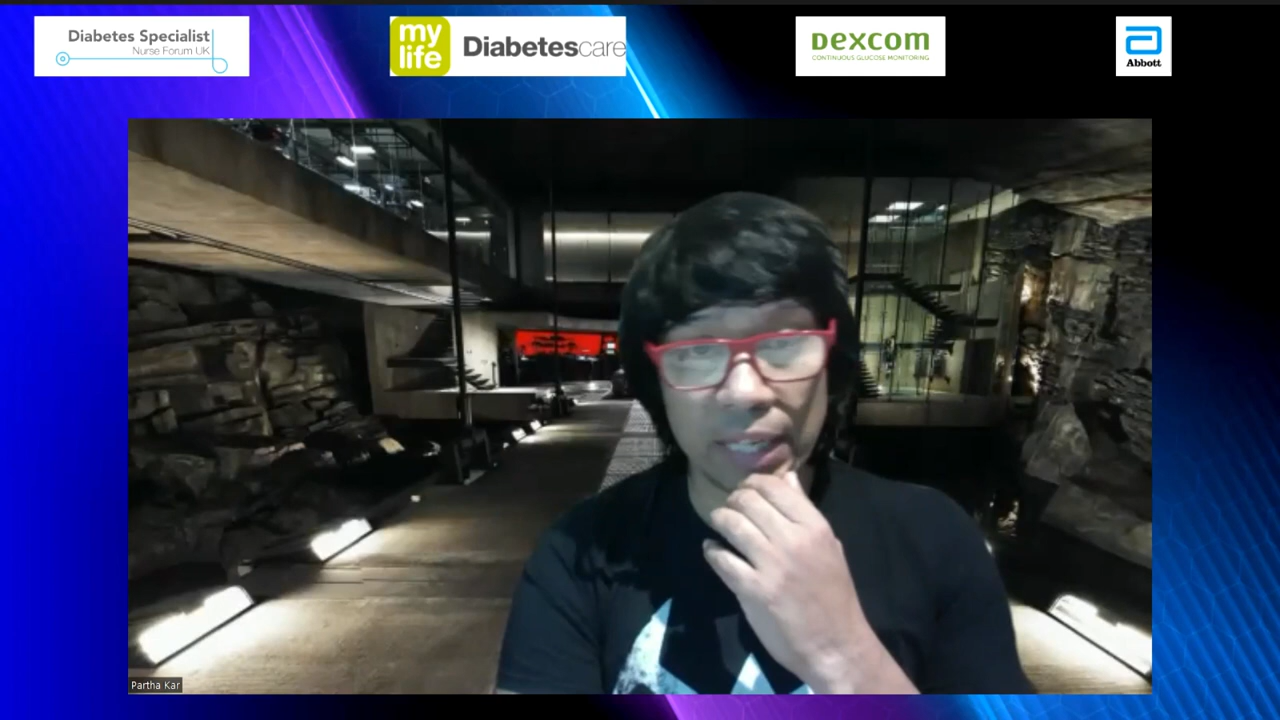 Diabetes Specialist
Nurse Forum UK
my
life
Diabetescare
Dexcom
CONTINUOUS GLUCOSE MONITORING
Abbott
Partha Kar